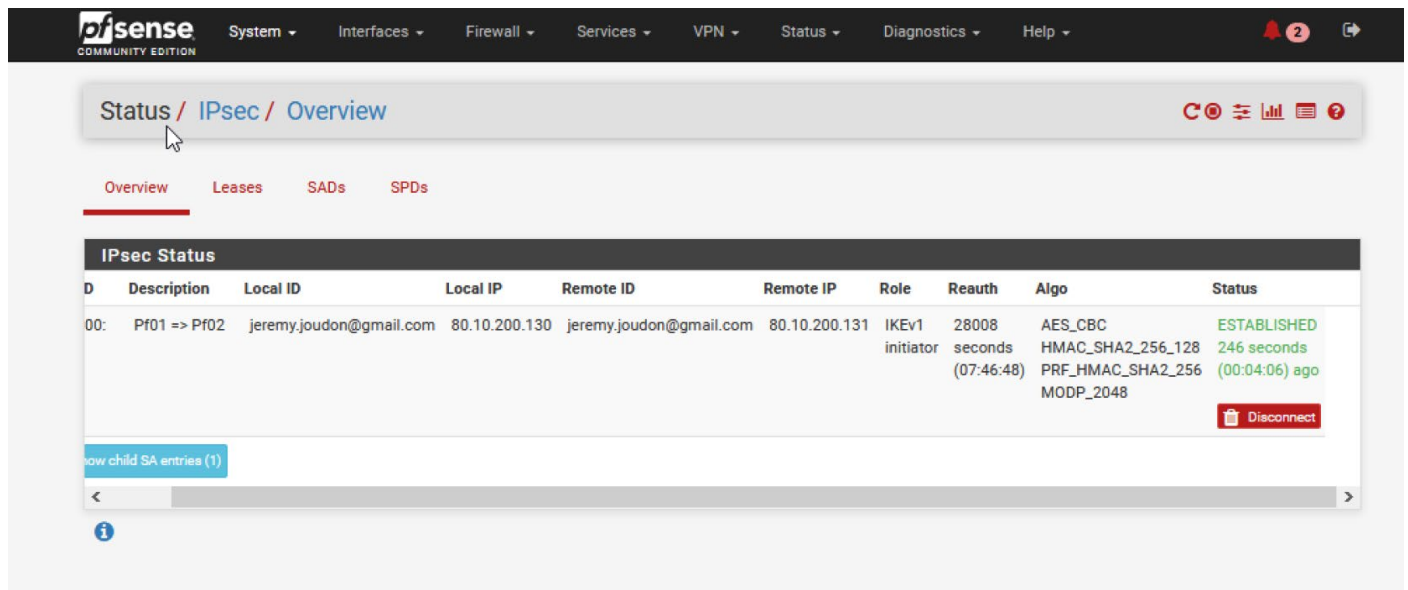 pfsense
COMMUNITY EDITION
System
Interfaces
Firewall
Services
VPN
Status
Diagnostics
Help
2
Status / IPsec / Overview
Overview
Leases
SADs
SPDs
IPsec Status
D Description Local ID Local IP Remote ID Remote IP Role Reauth Algo Status
00: Pf01 => Pf02 jeremy.joudon@gmail.com 80.10.200.130 jeremy.joudon@gmail.com 80.10.200.131 IKEv1 28008 AES_CBC ESTABLISHED
initiator seconds HMAC_SHA2_256_128 246 seconds
(07:46:48) PRF_HMAC_SHA2_256 (00:04:06) ago
MODP_2048
Disconnect
how child SA entries (1)